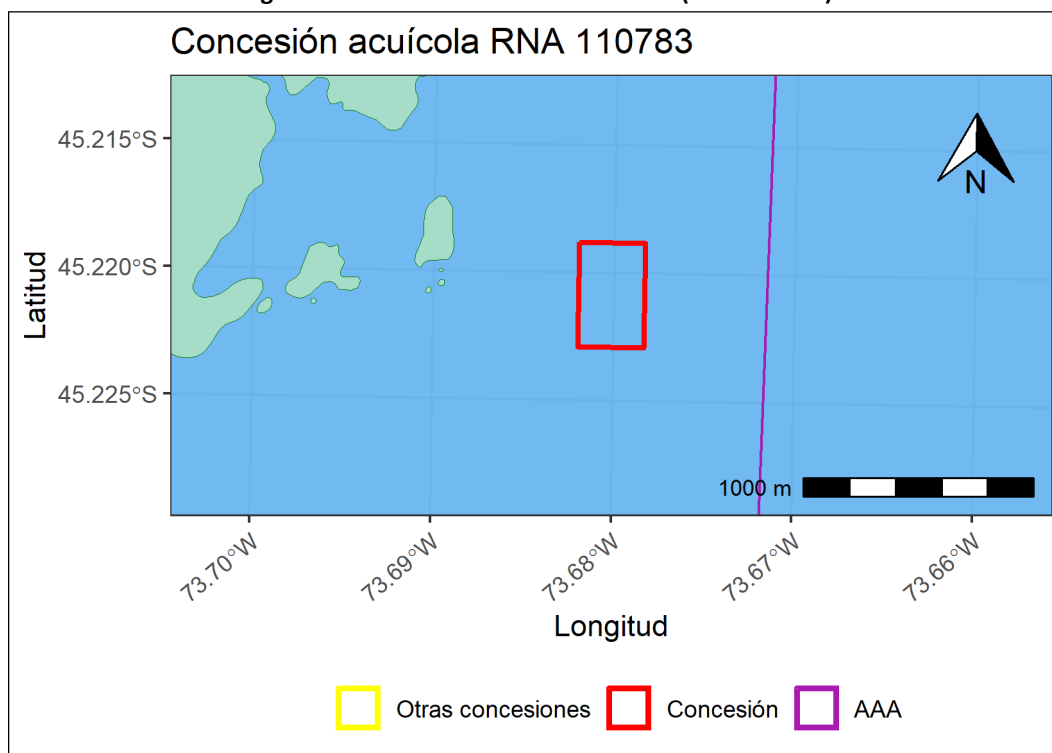 Concesión acuícola RNA 110783
N
45.215°S
45.220°S
45.225°S
Latitud
1000 m
73.70°W
73.69°W
73.68°W
73.67°W
73.66°W
Longitud
Otras concesiones
Concesión
AAA